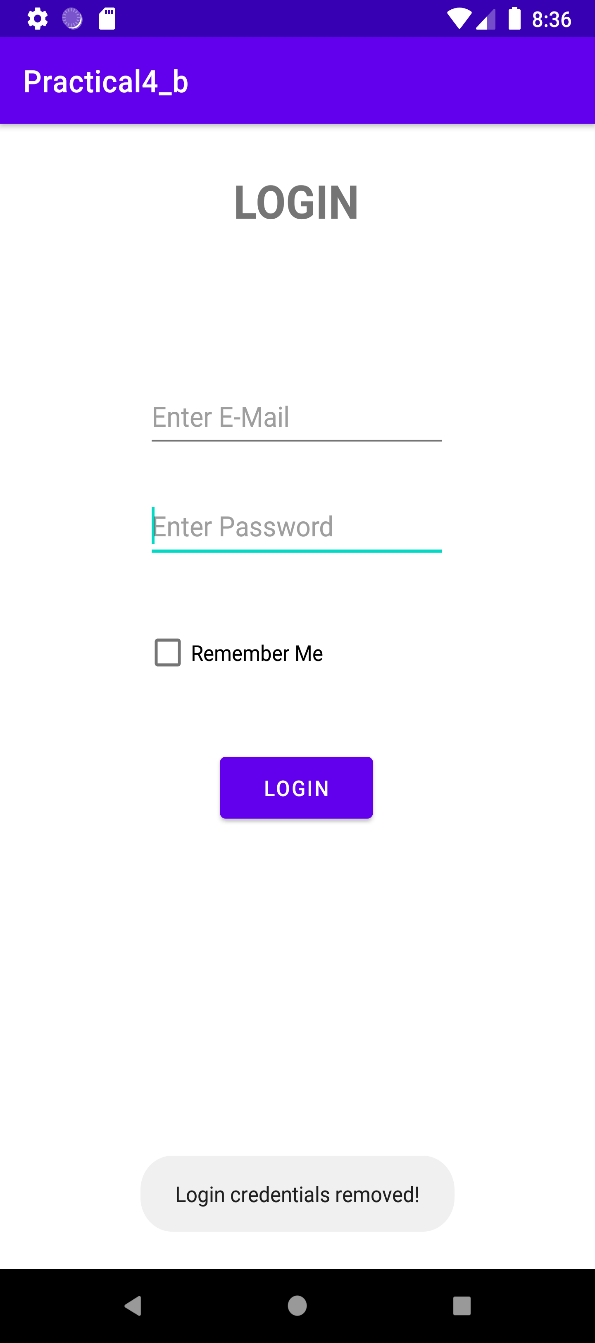 8:36
Practical4_b
LOGIN
Enter E-Mail
Enter Password
Remember Me
LOGIN
Login credentials removed!